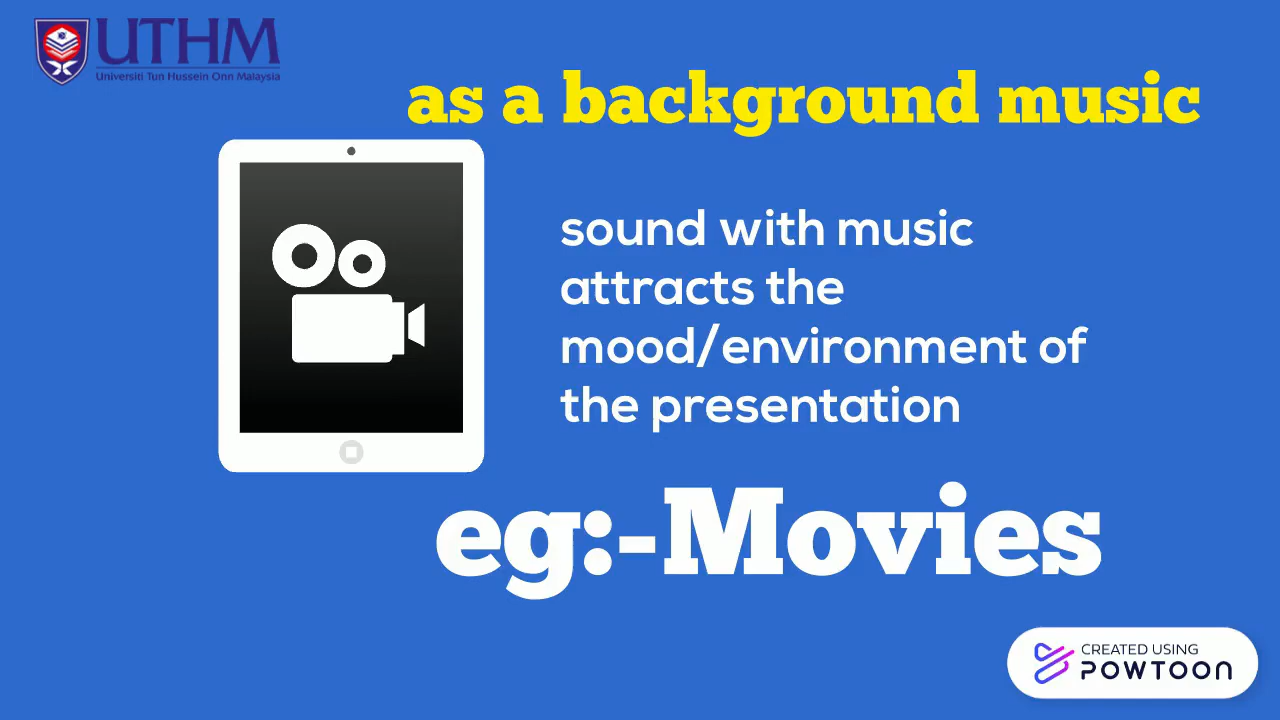 UTHM
Universiti Tun Hussein Onn Malaysia
as a background music
sound with music
attracts the
mood/environment of
the presentation
eg:-Movies
CREATED USING
POWTOON